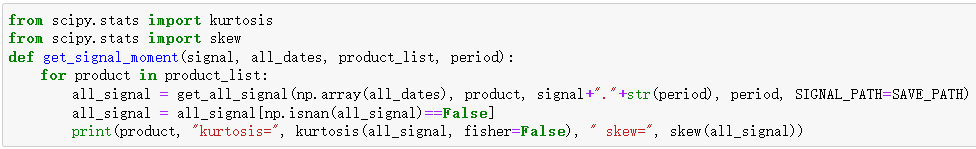 from scipy.stats import kurtosis
from scipy.stats import skew
def get_signal_moment(signal, all_dates, product_list, period):
    for product in product_list:
        all_signal = get_all_signal(np.array(all_dates), product, signal+"."+str(period), period, SIGNAL_PATH=SAVE_PATH)
        all_signal = all_signal[np.isnan(all_signal)==False]
        print(product, "kurtosis=", kurtosis(all_signal, fisher=False), " skew=", skew(all_signal))